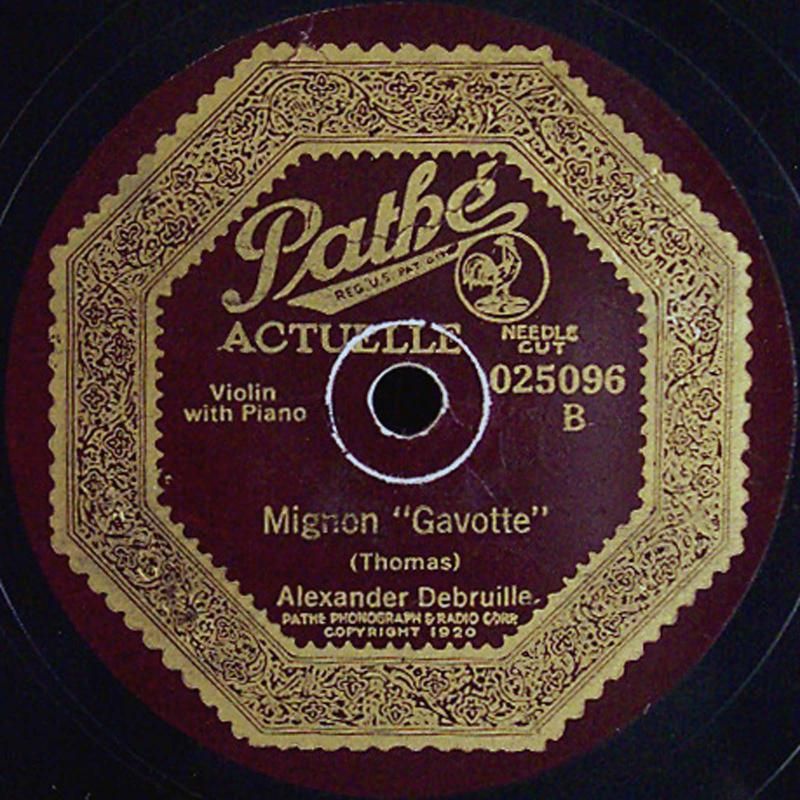 Pathé
REG. U.S. PAT. OFF.
ACTUELLE
NEEDLE
CUT
Violin
with Piano
025096
B
Mignon "Gavotte"
(Thomas)
Alexander Debruille.
PATHE PHONOGRAPH & RADIO CORP.
COPYRIGHT 1920